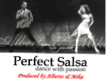 Perfect Salsa
dance with passion
Produced by Alberto & Mika